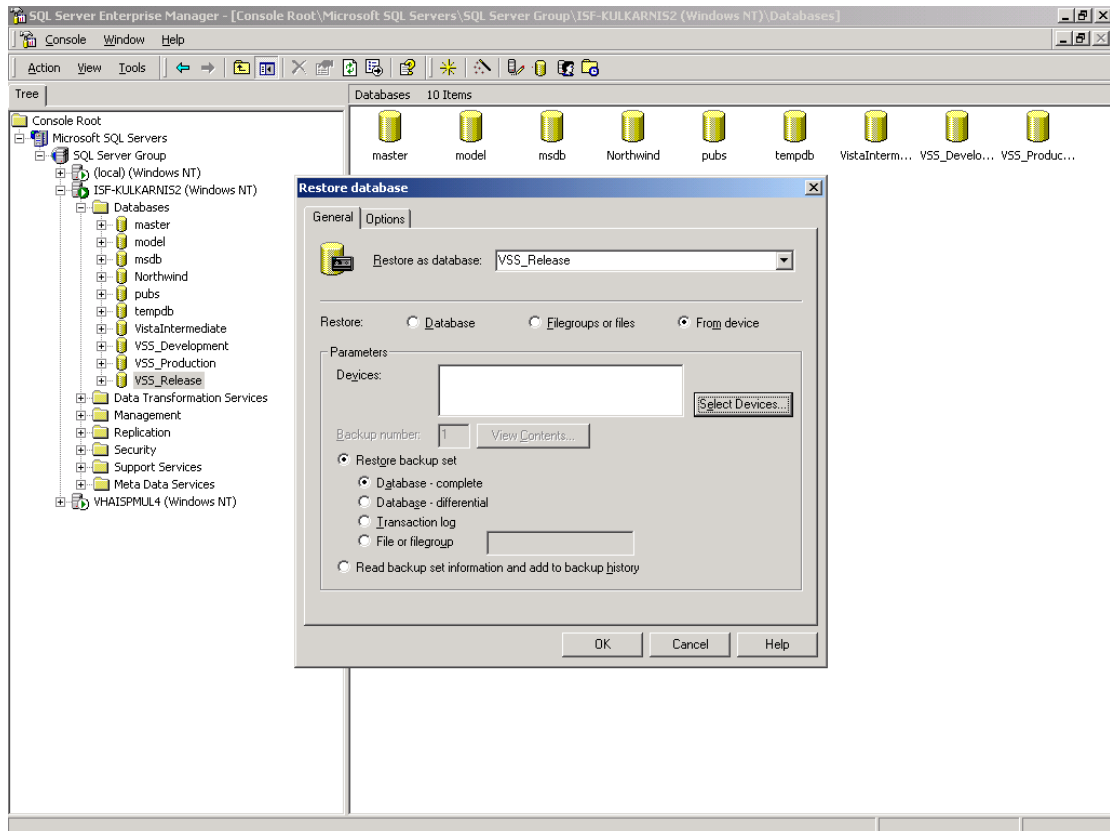 SQL Server Enterprise Manager - [Console Root\Microsoft SQL Servers\SQL Server Group\ISF-KULKARNIS2 (Windows NT)\Databases]
Console Window Help
Action View Tools
Tree
Databases 10 Items
Console Root
Microsoft SQL Servers
SQL Server Group
(local) (Windows NT)
ISF-KULKARNIS2 (Windows NT)
Databases
master
model
msdb
Northwind
pubs
tempdb
VistaIntermediate
VSS_Development
VSS_Production
VSS_Release
Data Transformation Services
Management
Replication
Security
Support Services
Meta Data Services
VHAISPMUL4 (Windows NT)
master model msdb Northwind pubs tempdb VistaInterm... VSS_Develo... VSS_Produc...
Restore database
General Options
Restore as database: VSS_Release
Restore: Database Filegroups or files From device
Parameters
Devices:
Select Devices...
Backup number: 1 View Contents...
Restore backup set
Database - complete
Database - differential
Transaction log
File or filegroup
Read backup set information and add to backup history
OK Cancel Help